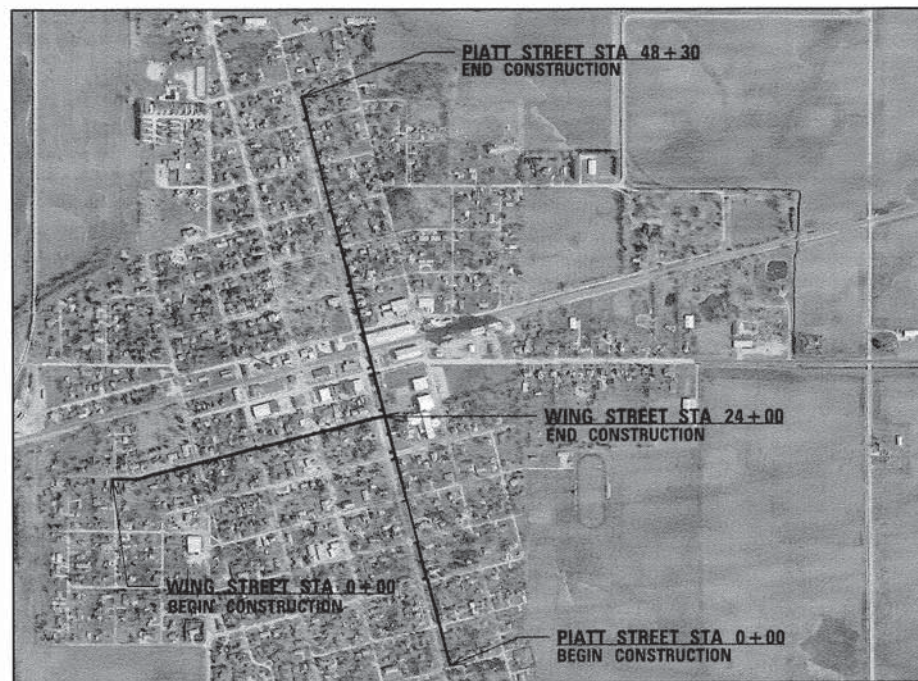 PIATT STREET STA 48+30
END CONSTRUCTION
WING STREET STA 24+00
END CONSTRUCTION
WING STREET STA 0+00
BEGIN CONSTRUCTION
PIATT STREET STA 0+00
BEGIN CONSTRUCTION